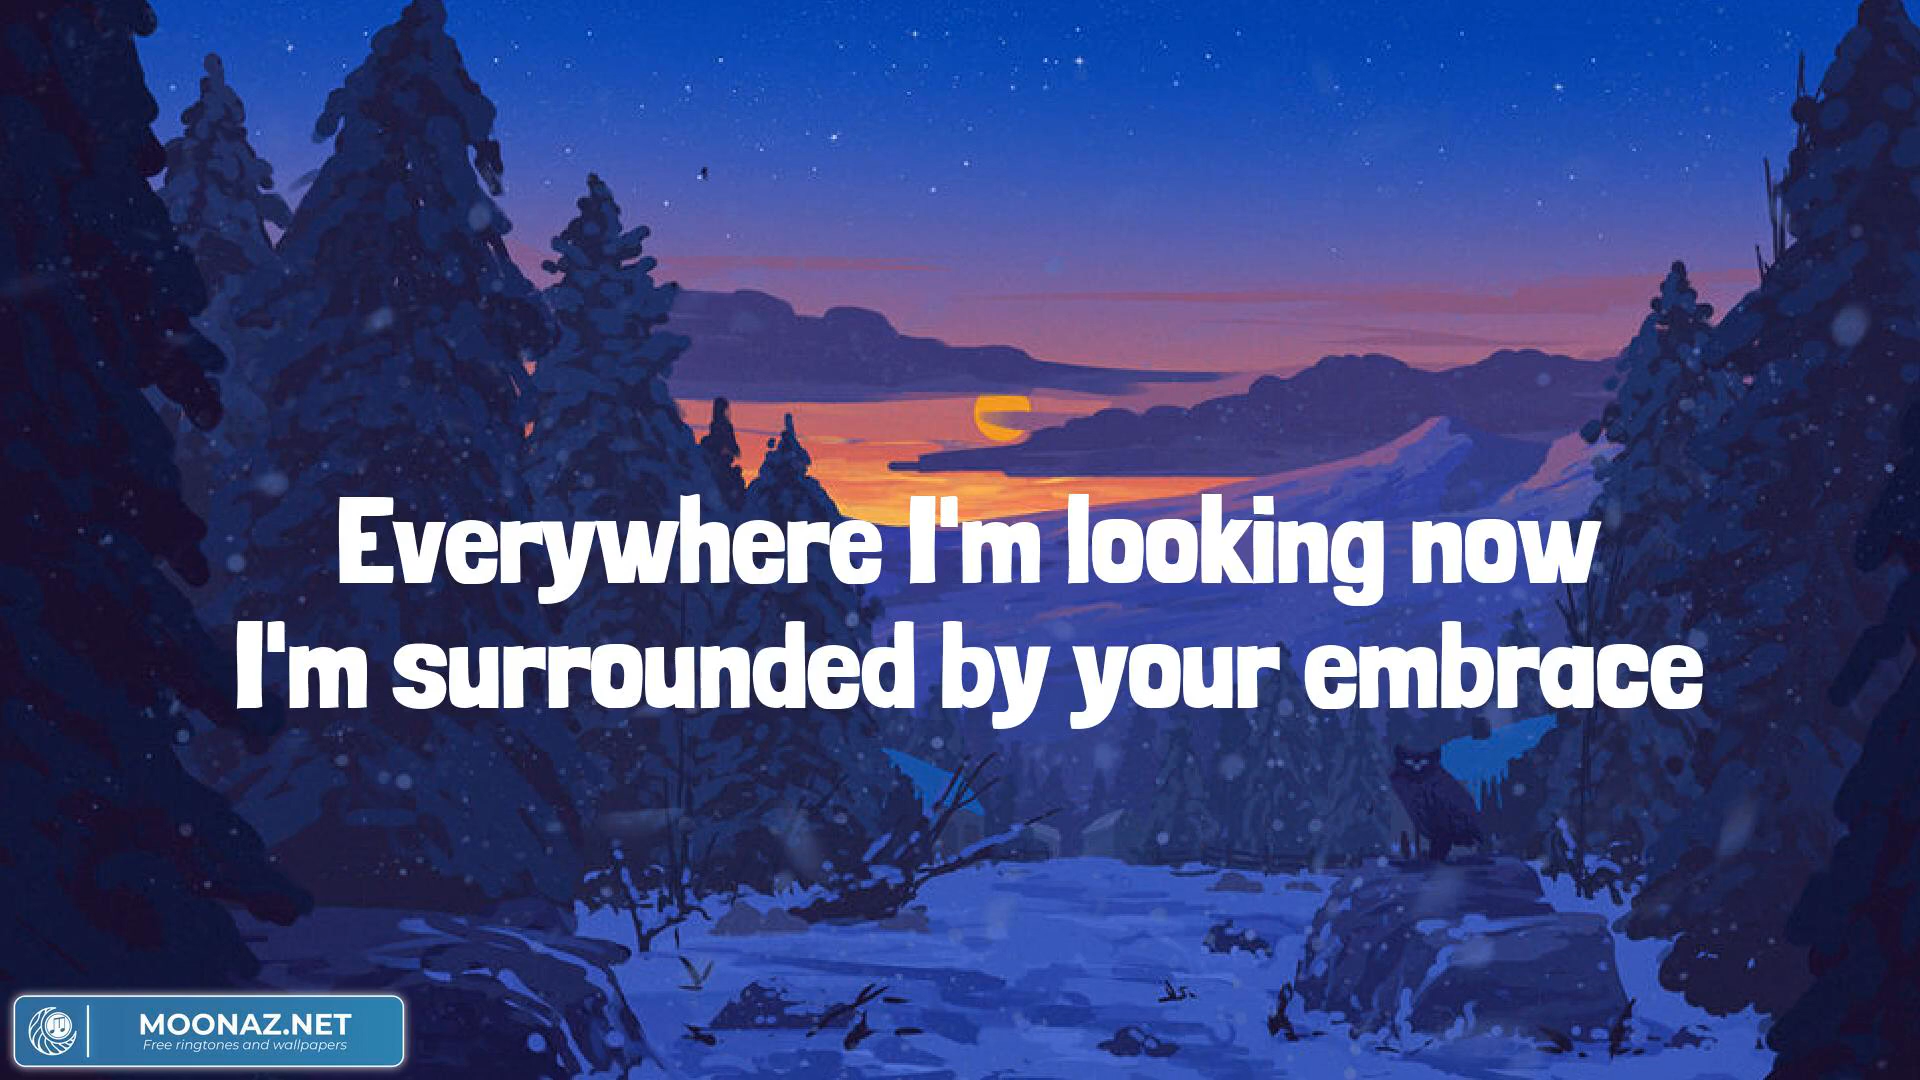 Everywhere I'm looking now
I'm surrounded by your embrace
MOONAZ.NET
Free ringtones and wallpapers